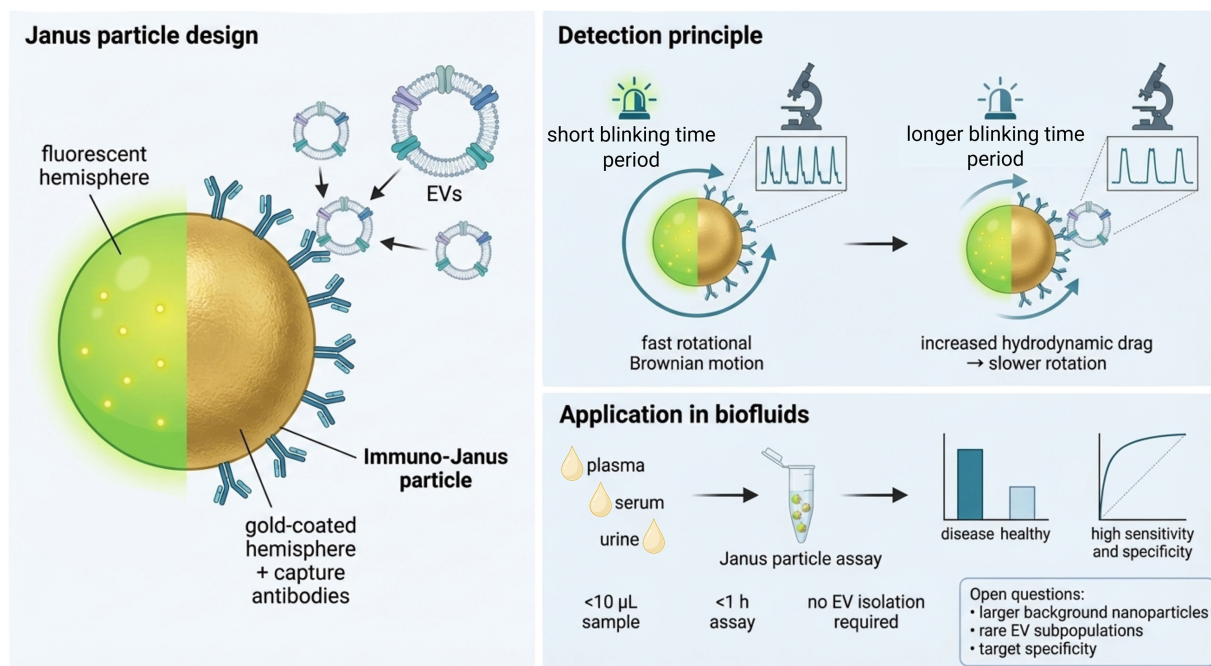 Janus particle design
fluorescent
hemisphere
EVs
Immuno-Janus
particle
gold-coated
hemisphere
+ capture
antibodies
Detection principle
short blinking time
period
fast rotational
Brownian motion
longer blinking time
period
increased hydrodynamic drag
→ slower rotation
Application in biofluids
plasma
serum
urine
Janus particle assay
disease healthy
high sensitivity
and specificity
<10 µL
sample
<1 h
assay
no EV isolation
required
Open questions:
• larger background nanoparticles
• rare EV subpopulations
• target specificity